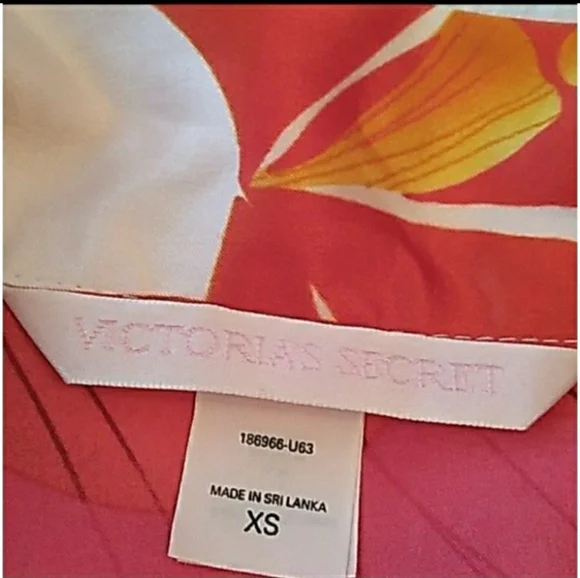 VICTORIA'S SECRET
186966-U63
MADE IN SRI LANKA
XS